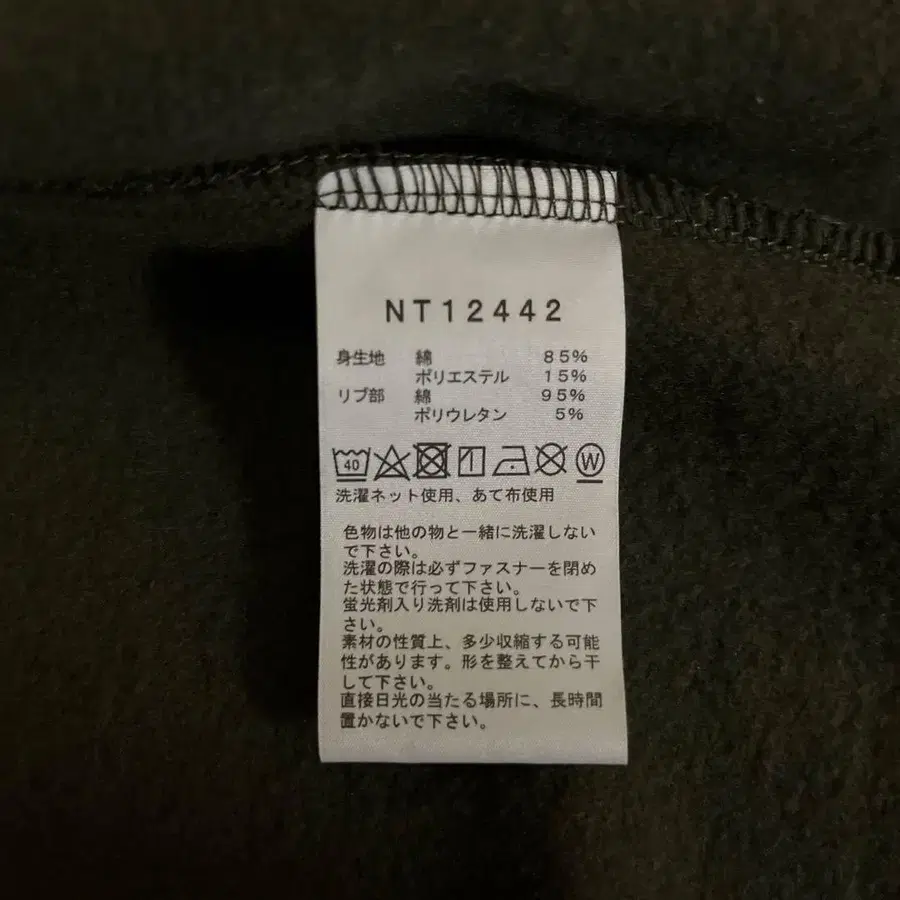 NT12442
身生地 綿 85%
ポリエステル 15%
リブ部 綿 95%
ポリウレタン 5%
40 W
洗濯ネット使用、あて布使用
色物は他の物と一緒に洗濯しない
で下さい。
洗濯の際は必ずファスナーを閉め
た状態で行って下さい。
蛍光剤入り洗剤は使用しないで下
さい。
素材の性質上、多少収縮する可能
性があります。形を整えてから干
して下さい。
直接日光の当たる場所に、長時間
置かないで下さい。